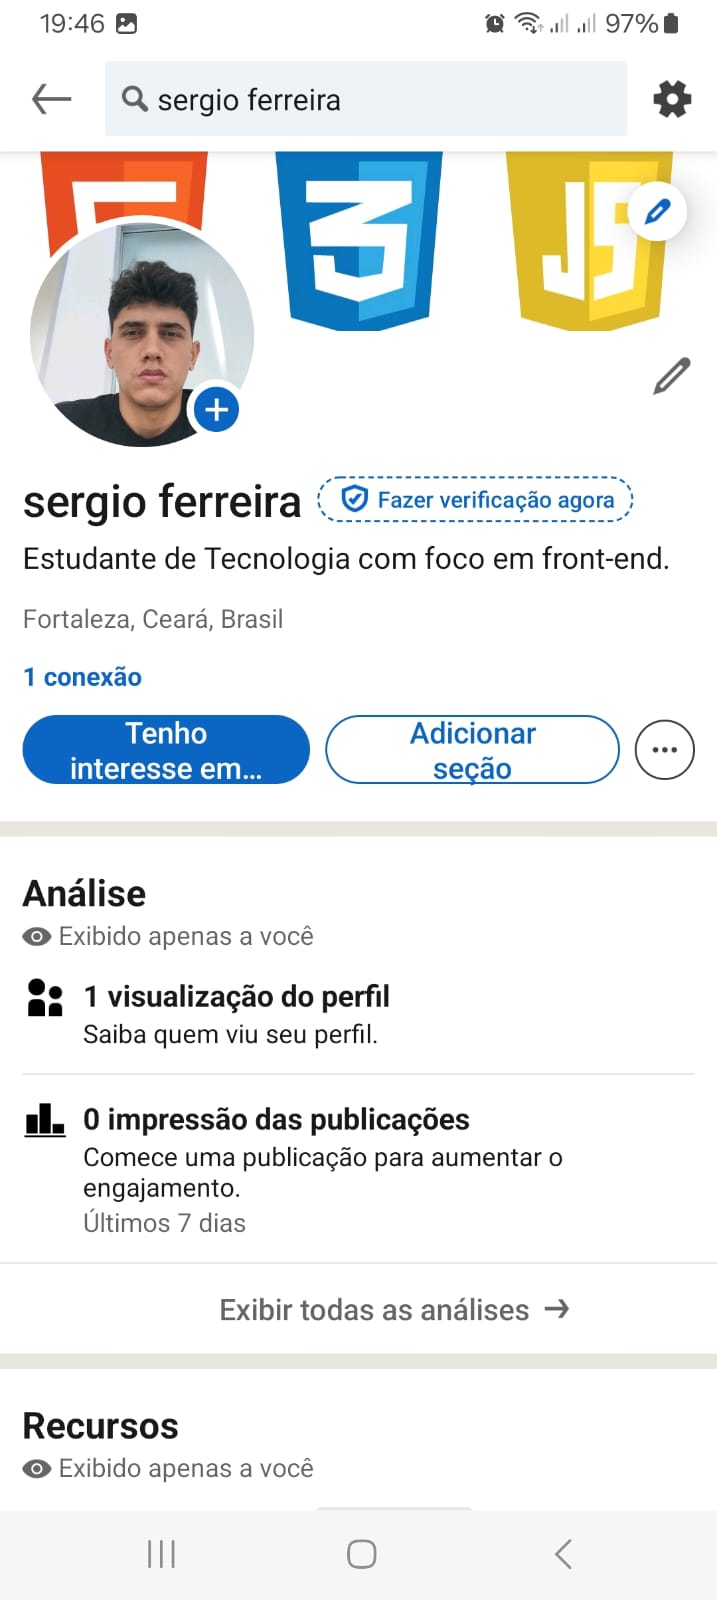 19:46
97%
sergio ferreira
sergio ferreira
Fazer verificação agora
Estudante de Tecnologia com foco em front-end.
Fortaleza, Ceará, Brasil
1 conexão
Tenho
interesse em...
Adicionar
seção
Análise
Exibido apenas a você
1 visualização do perfil
Saiba quem viu seu perfil.
0 impressão das publicações
Comece uma publicação para aumentar o
engajamento.
Últimos 7 dias
Exibir todas as análises →
Recursos
Exibido apenas a você